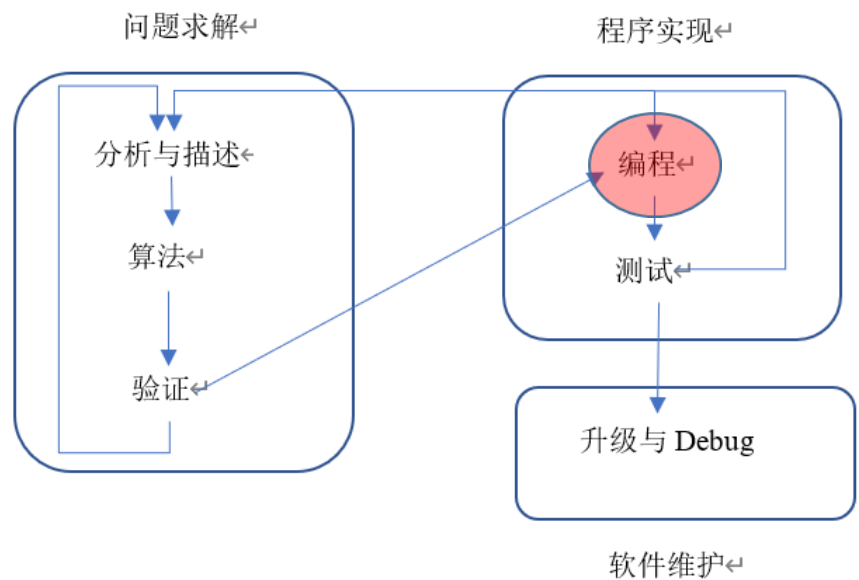 问题求解
程序实现
分析与描述
编程
算法
测试
验证
升级与 Debug
软件维护